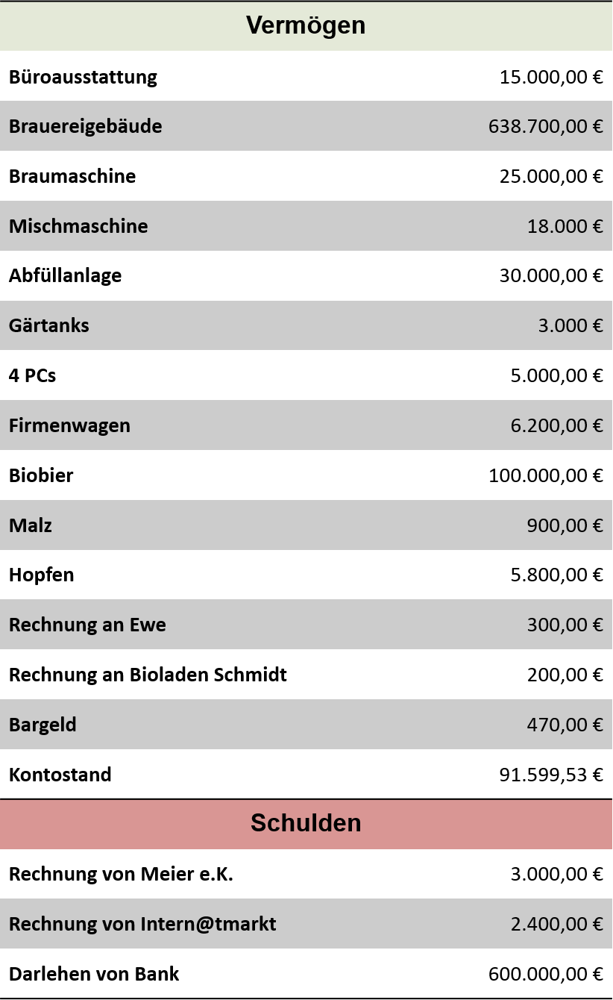 Vermögen
Büroausstattung 15.000,00 €
Brauereigebäude 638.700,00 €
Braumaschine 25.000,00 €
Mischmaschine 18.000 €
Abfüllanlage 30.000,00 €
Gärtanks 3.000 €
4 PCs 5.000,00 €
Firmenwagen 6.200,00 €
Biobier 100.000,00 €
Malz 900,00 €
Hopfen 5.800,00 €
Rechnung an Ewe 300,00 €
Rechnung an Bioladen Schmidt 200,00 €
Bargeld 470,00 €
Kontostand 91.599,53 €
Schulden
Rechnung von Meier e.K. 3.000,00 €
Rechnung von Intern@tmarkt 2.400,00 €
Darlehen von Bank 600.000,00 €